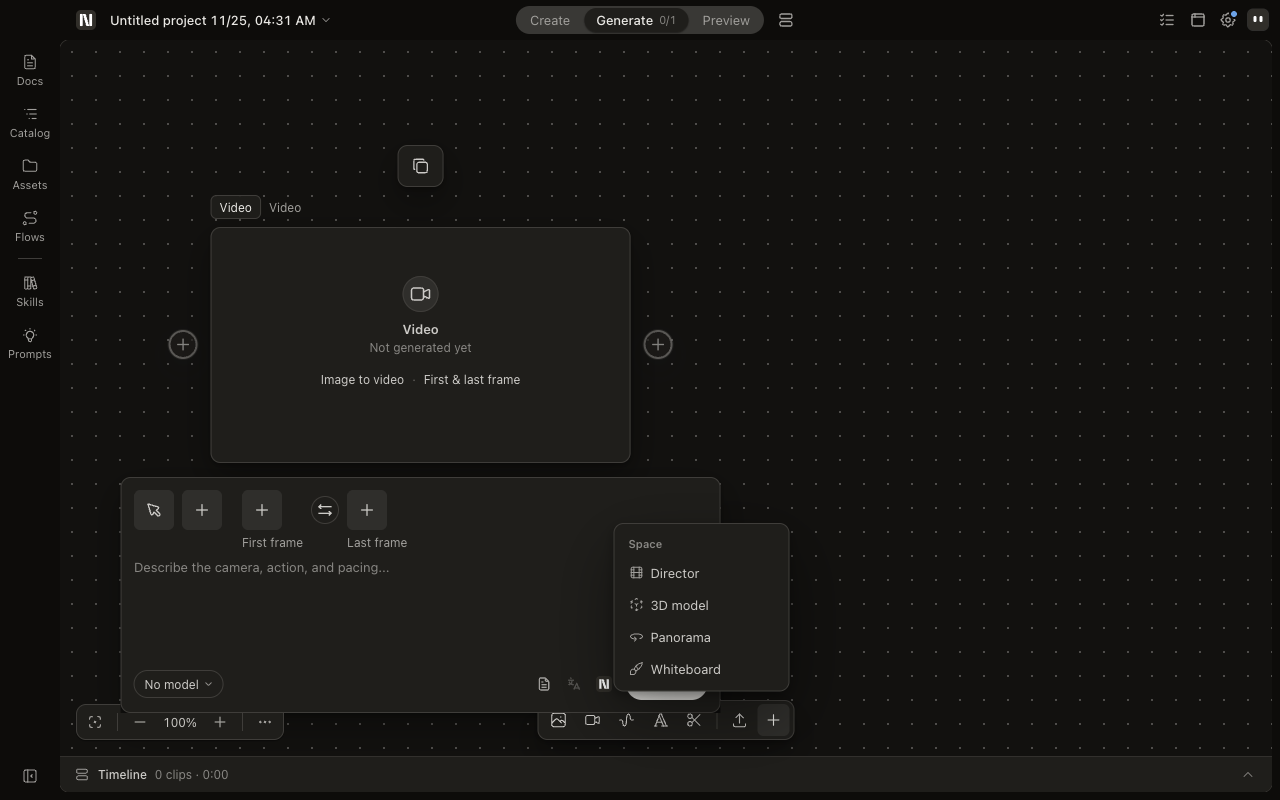 Untitled project 11/25, 04:31 AM
Create
Generate 0/1
Preview
Docs
Catalog
Assets
Flows
Skills
Prompts
Video
Video
Video
Not generated yet
Image to video · First & last frame
First frame
Last frame
Describe the camera, action, and pacing...
No model
Space
Director
3D model
Panorama
Whiteboard
100%
Timeline 0 clips · 0:00